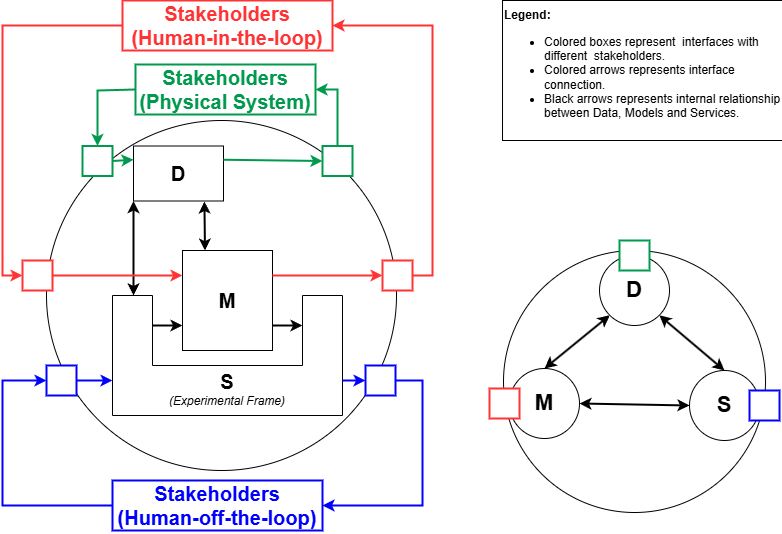 Stakeholders
(Human-in-the-loop)
Stakeholders
(Physical System)
D
M
S
(Experimental Frame)
Stakeholders
(Human-off-the-loop)
Legend:
• Colored boxes represent interfaces with
different stakeholders.
• Colored arrows represents interface
connection.
• Black arrows represents internal relationship
between Data, Models and Services.
D
M
S